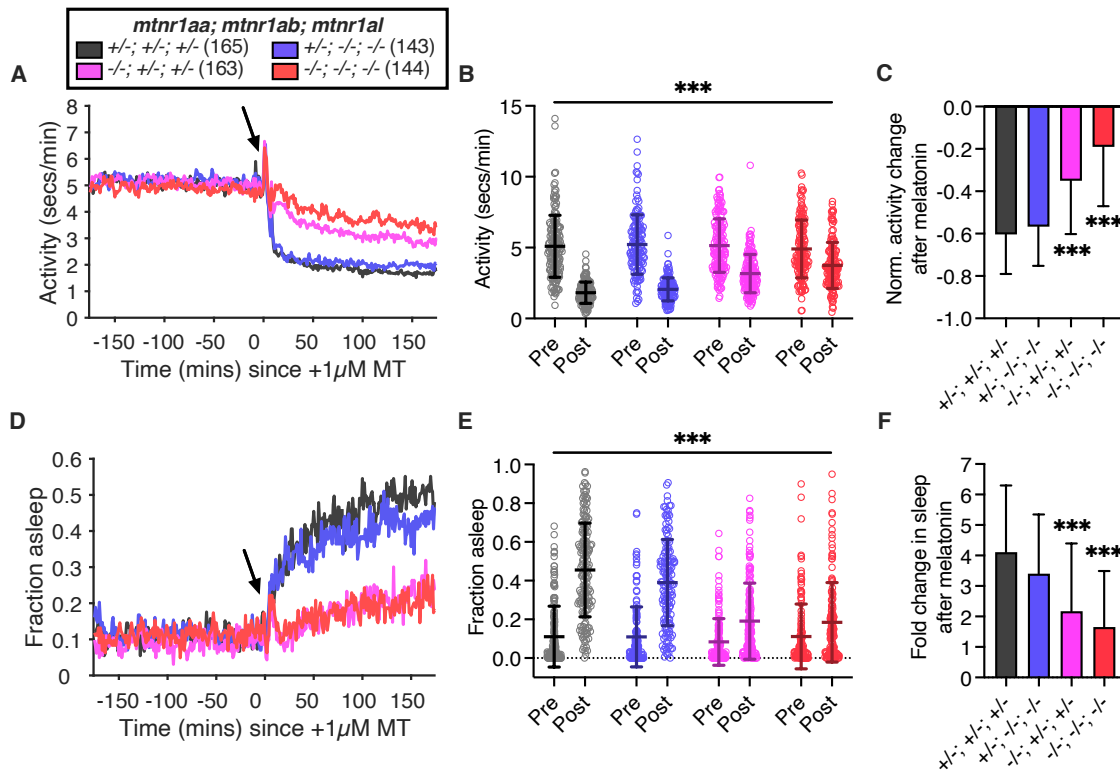 mtnr1aa; mtnr1ab; mtnr1al
+/-; +/-; +/- (165)
+/-; -/-; -/- (143)
-/-; +/-; +/- (163)
-/-; -/-; -/- (144)
A
Activity (secs/min)
8
7
6
5
4
3
2
1
0
-150 -100 -50 0 50 100 150
Time (mins) since +1µM MT
B
***
Activity (secs/min)
15
10
5
0
Pre Post Pre Post Pre Post Pre Post
C
Norm. activity change
after melatonin
0.0
-0.2
-0.4
-0.6
-0.8
-1.0
*** ***
+/-; +/-; +/-
+/-; -/-; -/-
-/-; +/-; +/-
-/-; -/-; -/-
D
Fraction asleep
0.6
0.5
0.4
0.3
0.2
0.1
0
-150 -100 -50 0 50 100 150
Time (mins) since +1µM MT
E
***
Fraction asleep
1.0
0.8
0.6
0.4
0.2
0.0
Pre Post Pre Post Pre Post Pre Post
F
Fold change in sleep
after melatonin
7
6
5
4
3
2
1
0
*** ***
+/-; +/-; +/-
+/-; -/-; -/-
-/-; +/-; +/-
-/-; -/-; -/-